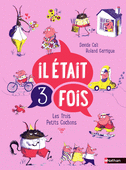 Davide Cali
Roland Garrigue
IL ÉTAIT
3
FOIS
Les Trois
Petits Cochons
Nathan